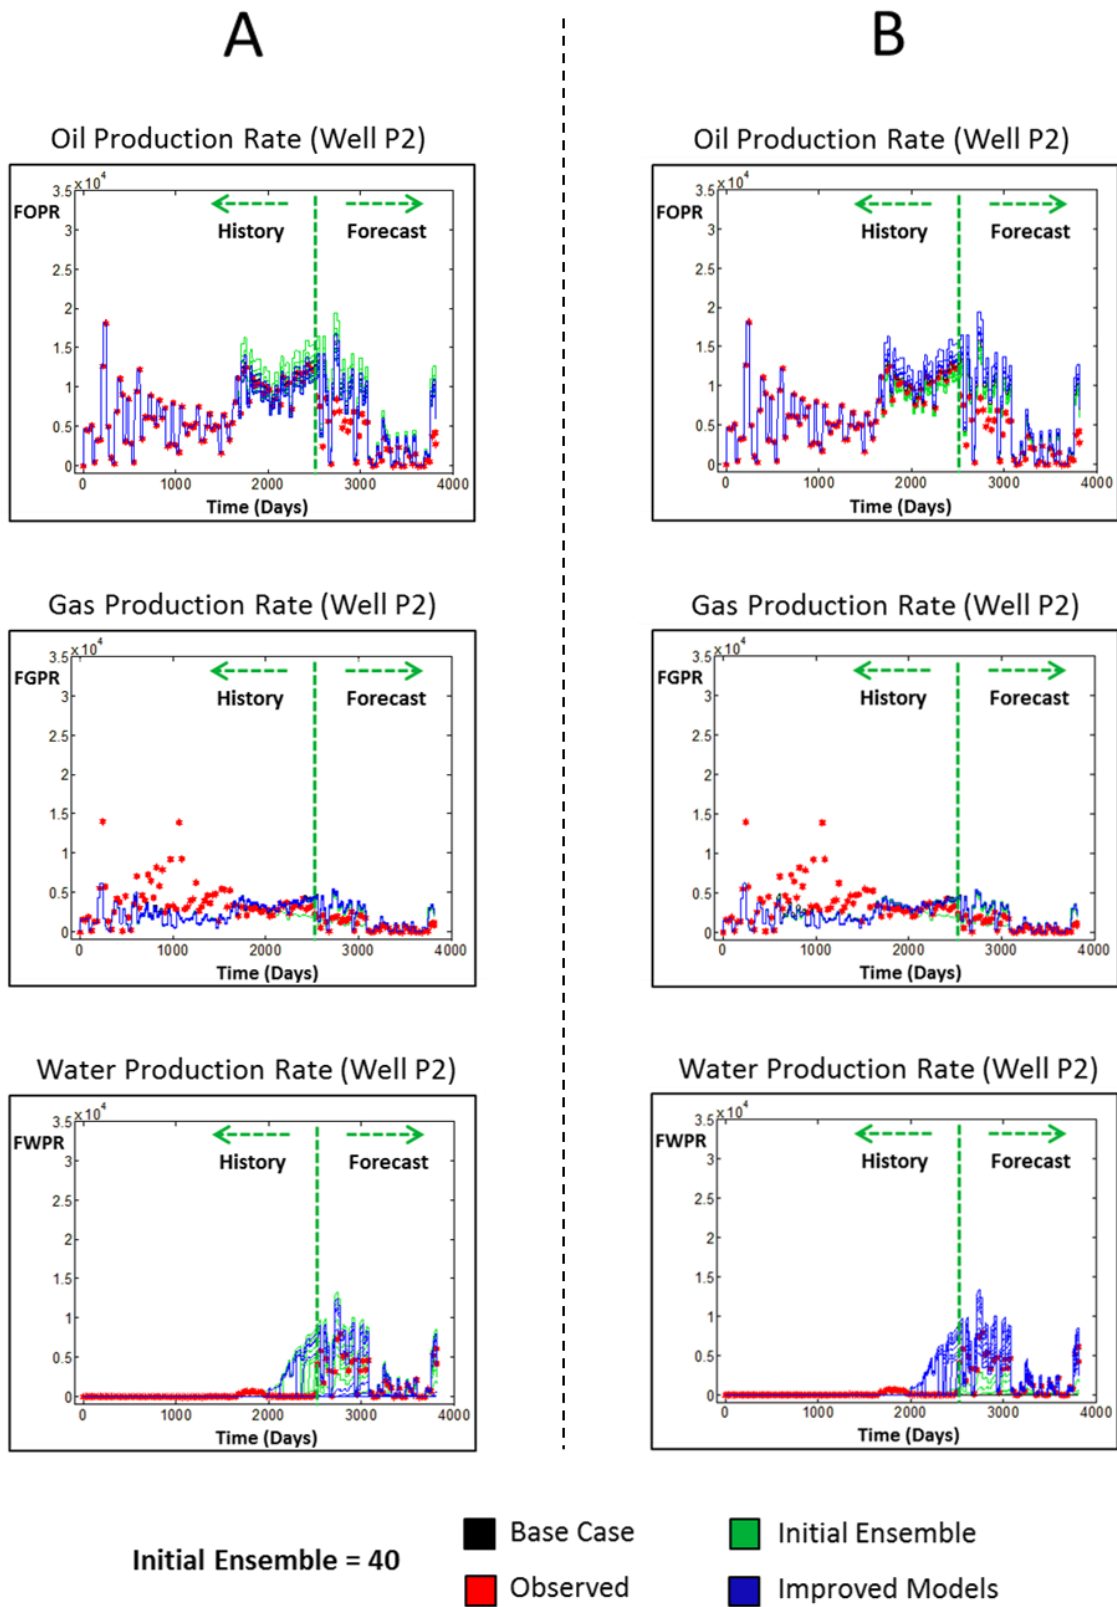 A
B
Oil Production Rate (Well P2)
Oil Production Rate (Well P2)
3.5 ×10⁴
FOPR
3
2.5
2
1.5
1
0.5
0
0 1000 2000 3000 4000
Time (Days)
History
Forecast
3.5 ×10⁴
FOPR
3
2.5
2
1.5
1
0.5
0
0 1000 2000 3000 4000
Time (Days)
History
Forecast
Gas Production Rate (Well P2)
Gas Production Rate (Well P2)
3.5 ×10⁴
FGPR
3
2.5
2
1.5
1
0.5
0
0 1000 2000 3000 4000
Time (Days)
History
Forecast
3.5 ×10⁴
FGPR
3
2.5
2
1.5
1
0.5
0
0 1000 2000 3000 4000
Time (Days)
History
Forecast
Water Production Rate (Well P2)
Water Production Rate (Well P2)
3.5 ×10⁴
FWPR
3
2.5
2
1.5
1
0.5
0
0 1000 2000 3000 4000
Time (Days)
History
Forecast
3.5 ×10⁴
FWPR
3
2.5
2
1.5
1
0.5
0
0 1000 2000 3000 4000
Time (Days)
History
Forecast
Initial Ensemble = 40
Base Case
Initial Ensemble
Observed
Improved Models